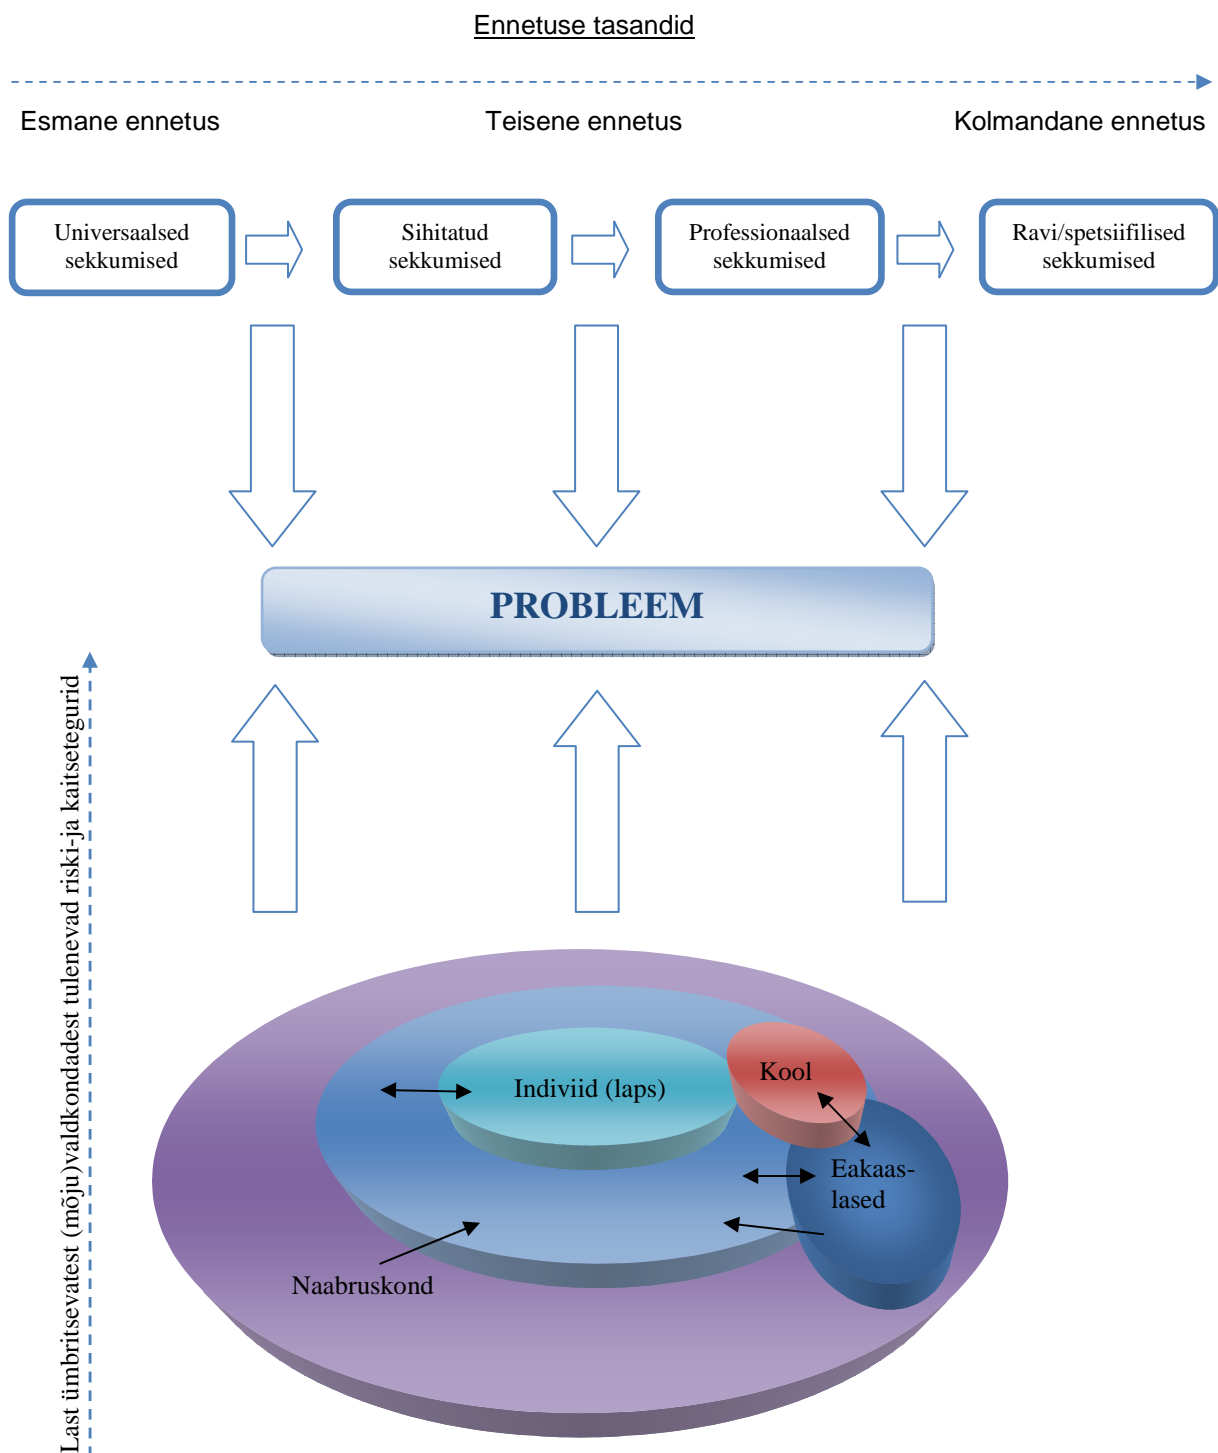 Ennetuse tasandid
Esmane ennetus
Teisene ennetus
Kolmandane ennetus
Universaalsed
sekkumised
Sihitatud
sekkumised
Professionaalsed
sekkumised
Ravi/spetsiifilised
sekkumised
PROBLEEM
Last ümbritsevatest (mõju)valdkondadest tulenevad riski-ja kaitsetegurid
Kool
Indiviid (laps)
Eakaas-
lased
Naabruskond